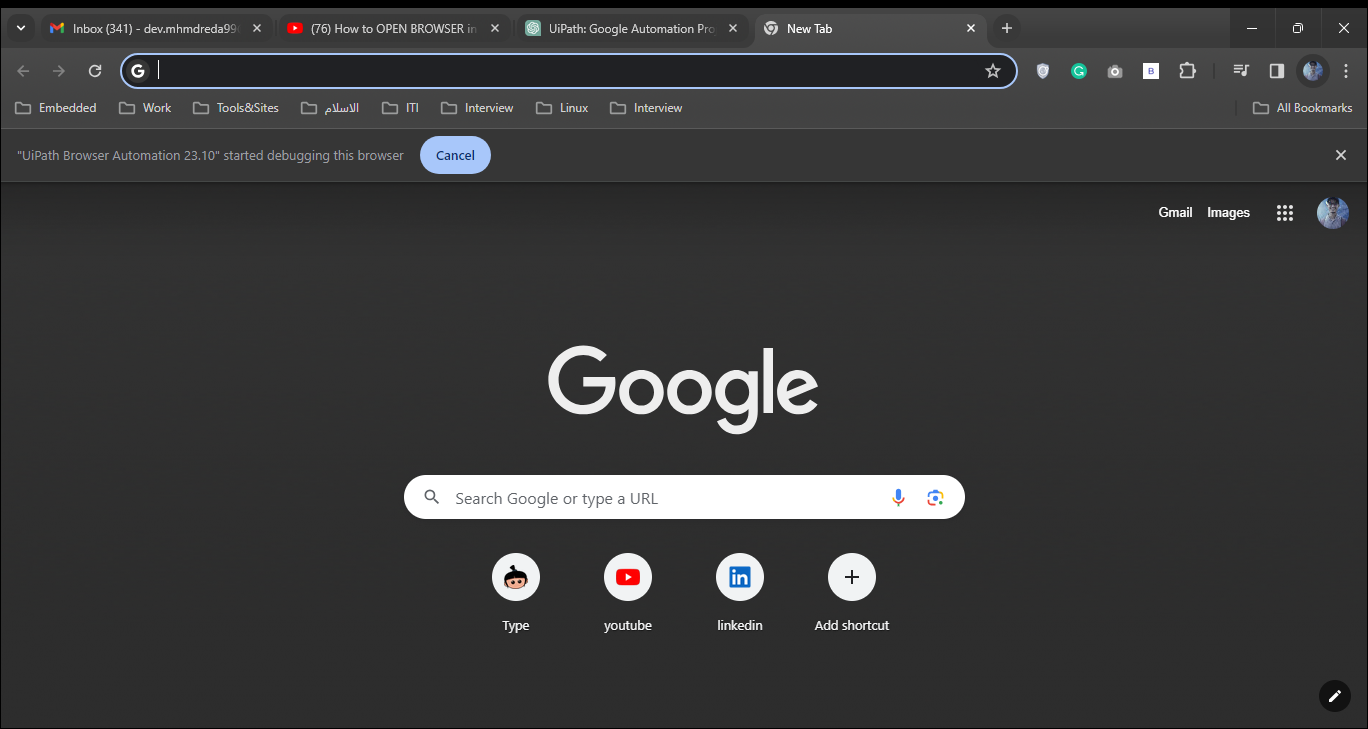 Inbox (341) - dev.mhmdreda99
(76) How to OPEN BROWSER in
UiPath: Google Automation Pro
New Tab
G
Embedded
Work
Tools&Sites
الاسلام
ITI
Interview
Linux
Interview
All Bookmarks
"UiPath Browser Automation 23.10" started debugging this browser
Cancel
Gmail
Images
Google
Search Google or type a URL
in
Type
youtube
linkedin
Add shortcut